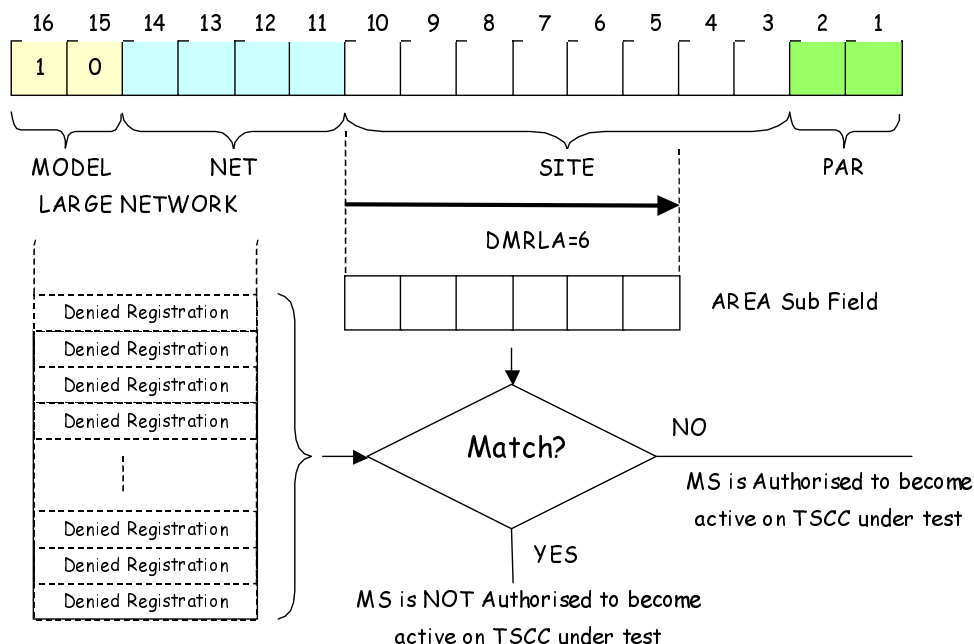 16 15 14 13 12 11 10 9 8 7 6 5 4 3 2 1
1 0
MODEL NET SITE PAR
LARGE NETWORK
DMRLA=6
AREA Sub Field
Denied Registration
Denied Registration
Denied Registration
Denied Registration
Match?
NO
MS is Authorised to become
active on TSCC under test
Denied Registration
Denied Registration
Denied Registration
YES
MS is NOT Authorised to become
active on TSCC under test